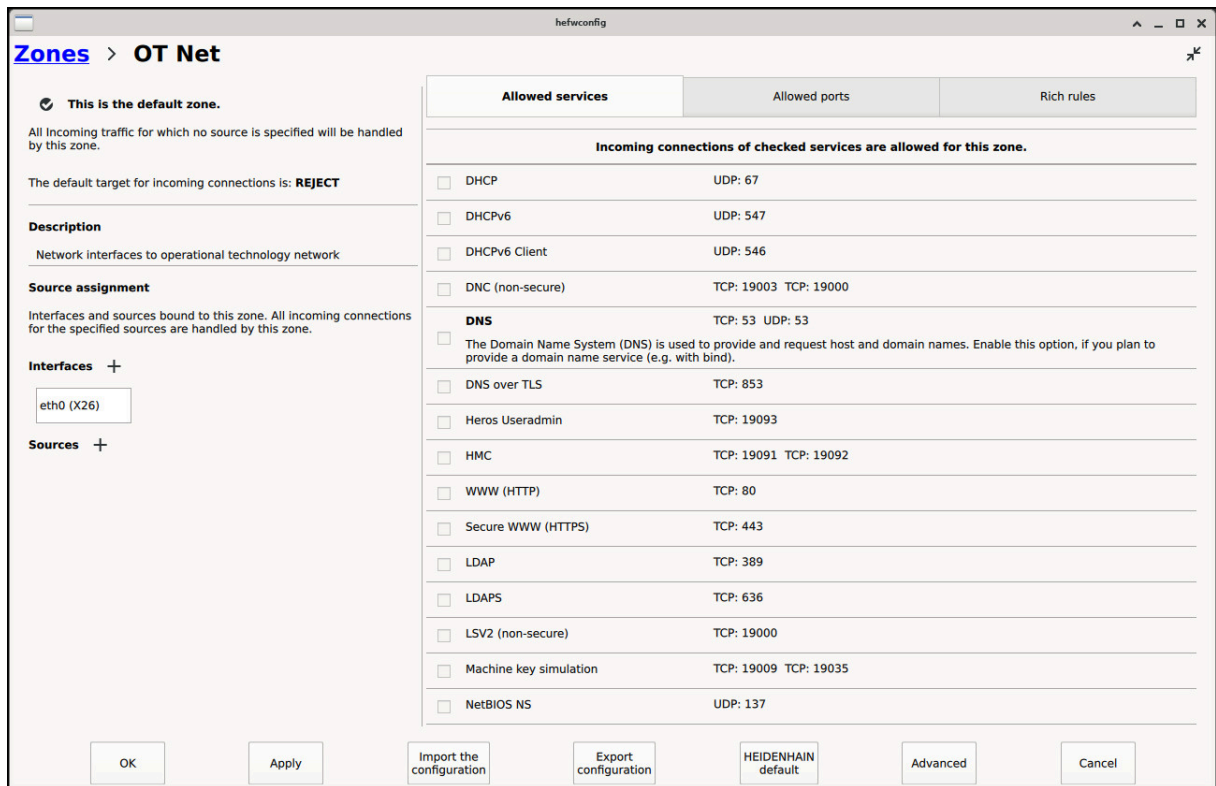 hefwconfig
Zones > OT Net
This is the default zone.
All Incoming traffic for which no source is specified will be handled
by this zone.
The default target for incoming connections is: REJECT
Description
Network interfaces to operational technology network
Source assignment
Interfaces and sources bound to this zone. All incoming connections
for the specified sources are handled by this zone.
Interfaces +
eth0 (X26)
Sources +
Allowed services Allowed ports Rich rules
Incoming connections of checked services are allowed for this zone.
DHCP UDP: 67
DHCPv6 UDP: 547
DHCPv6 Client UDP: 546
DNC (non-secure) TCP: 19003 TCP: 19000
DNS TCP: 53 UDP: 53
The Domain Name System (DNS) is used to provide and request host and domain names. Enable this option, if you plan to
provide a domain name service (e.g. with bind).
DNS over TLS TCP: 853
Heros Useradmin TCP: 19093
HMC TCP: 19091 TCP: 19092
WWW (HTTP) TCP: 80
Secure WWW (HTTPS) TCP: 443
LDAP TCP: 389
LDAPS TCP: 636
LSV2 (non-secure) TCP: 19000
Machine key simulation TCP: 19009 TCP: 19035
NetBIOS NS UDP: 137
OK
Apply
Import the
configuration
Export
configuration
HEIDENHAIN
default
Advanced
Cancel